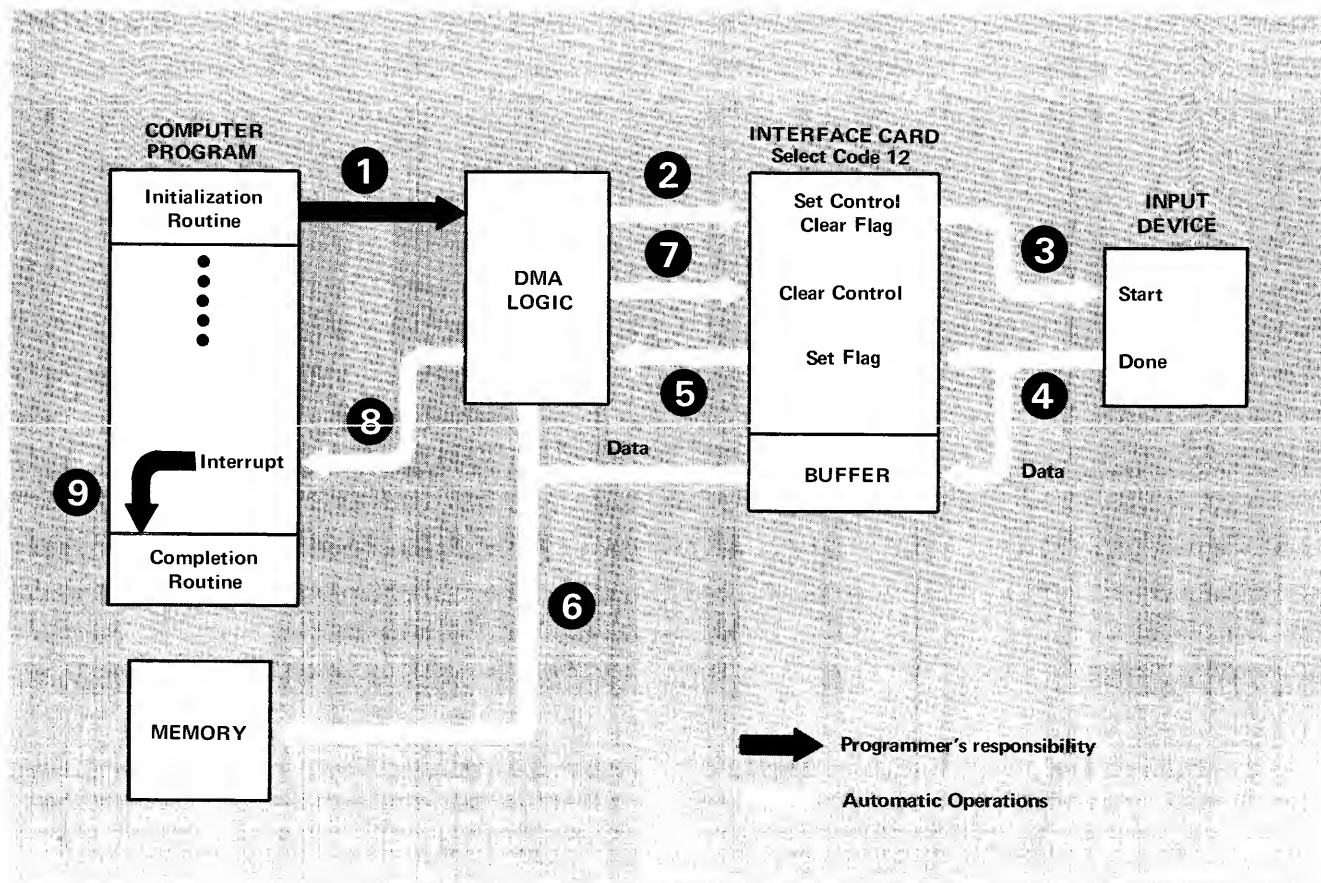 COMPUTER
PROGRAM
Initialization
Routine
1
DMA
LOGIC
2
7
INTERFACE CARD
Select Code 12
Set Control
Clear Flag
Clear Control
Set Flag
BUFFER
3
INPUT
DEVICE
Start
Done
4
Data
5
Data
6
8
Interrupt
9
Completion
Routine
MEMORY
Programmer's responsibility
Automatic Operations